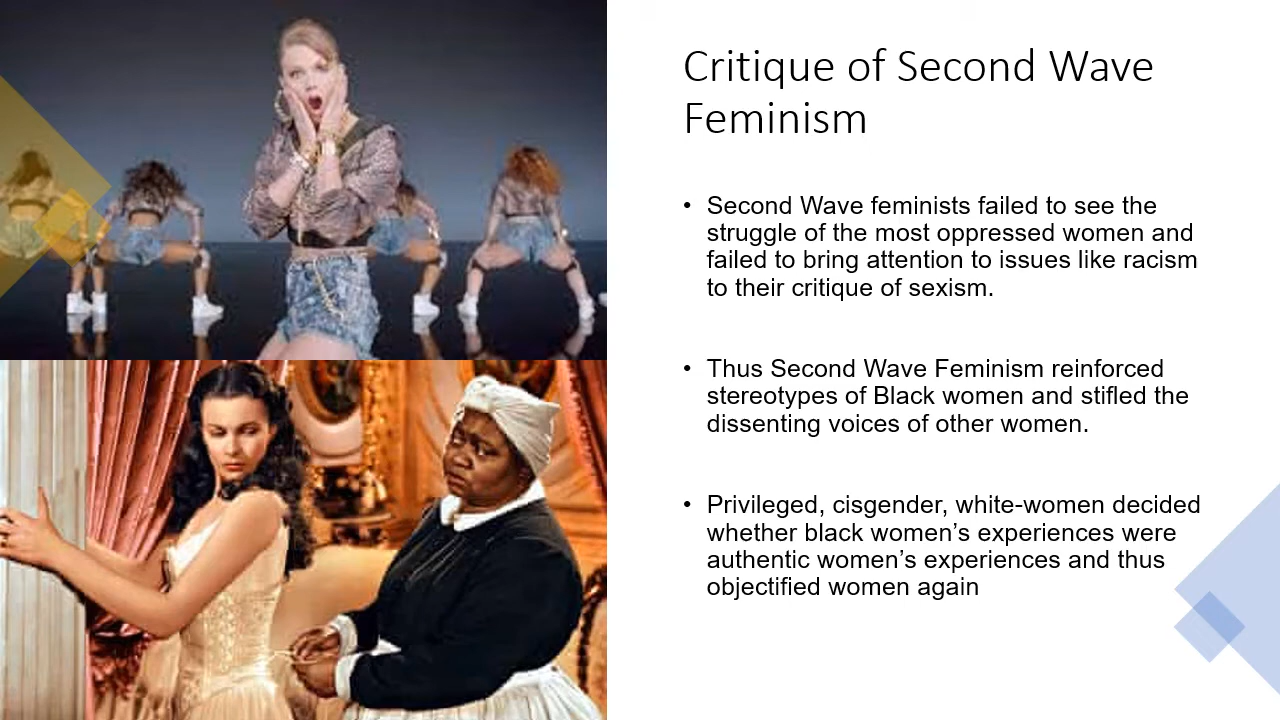 Critique of Second Wave
Feminism
• Second Wave feminists failed to see the
struggle of the most oppressed women and
failed to bring attention to issues like racism
to their critique of sexism.
• Thus Second Wave Feminism reinforced
stereotypes of Black women and stifled the
dissenting voices of other women.
• Privileged, cisgender, white-women decided
whether black women’s experiences were
authentic women’s experiences and thus
objectified women again